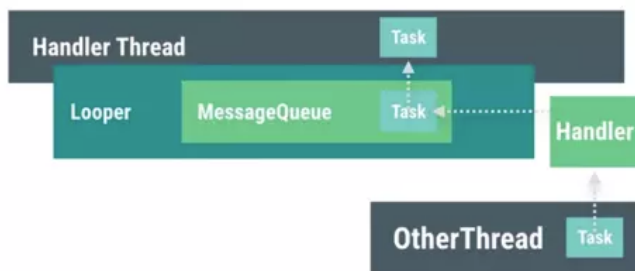 Handler Thread
Task
Looper
MessageQueue
Task
Handler
OtherThread
Task